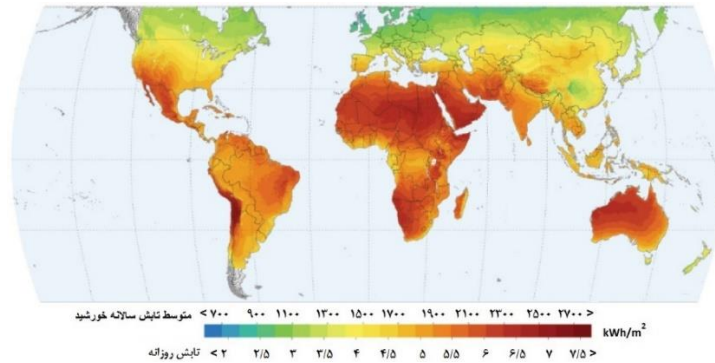 متوسط تابش سالانه خورشید < ۷۰۰ ۹۰۰ ۱۱۰۰ ۱۳۰۰ ۱۵۰۰ ۱۷۰۰ ۱۹۰۰ ۲۱۰۰ ۲۳۰۰ ۲۵۰۰ ۲۷۰۰ >
kWh/m²
تابش روزانه < ۲ ۲/۵ ۳ ۳/۵ ۴ ۴/۵ ۵ ۵/۵ ۶ ۶/۵ ۷ ۷/۵ >